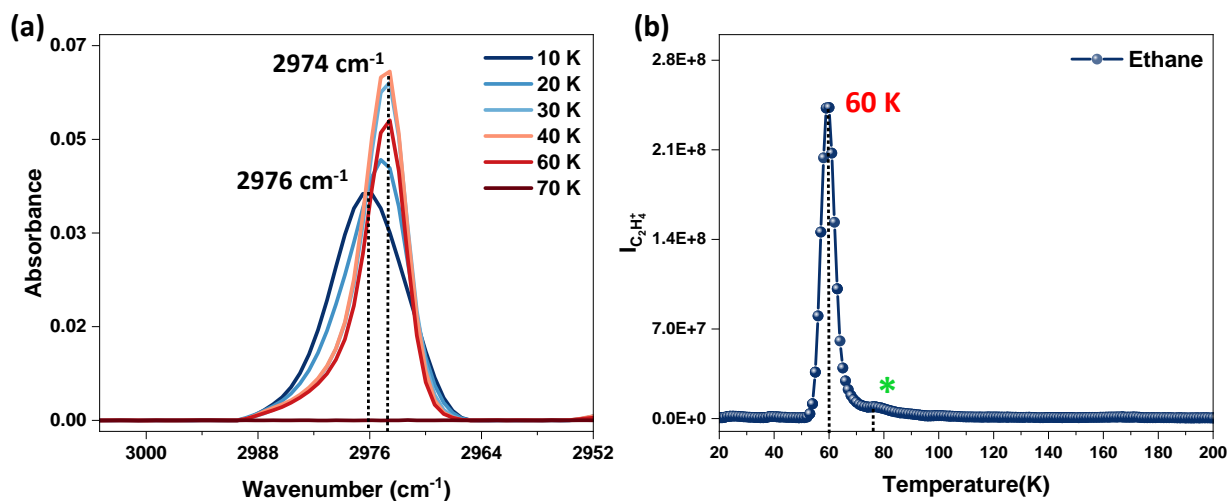 (a)
0.07
0.05
0.03
0.02
0.00
Absorbance
2974 cm⁻¹
2976 cm⁻¹
10 K
20 K
30 K
40 K
60 K
70 K
3000
2988
2976
2964
2952
Wavenumber (cm⁻¹)
(b)
2.8E+8
2.1E+8
1.4E+8
7.0E+7
0.0E+0
I_C₂H₄⁺
Ethane
60 K
*
20
40
60
80
100
120
140
160
180
200
Temperature(K)